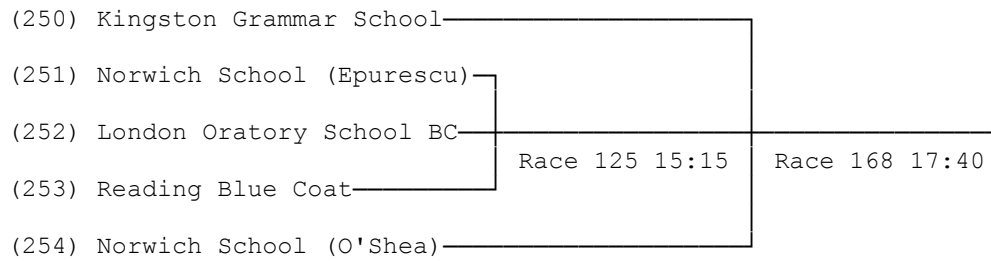 (250) Kingston Grammar School
(251) Norwich School (Epurescu)
(252) London Oratory School BC
Race 125 15:15 Race 168 17:40
(253) Reading Blue Coat
(254) Norwich School (O'Shea)